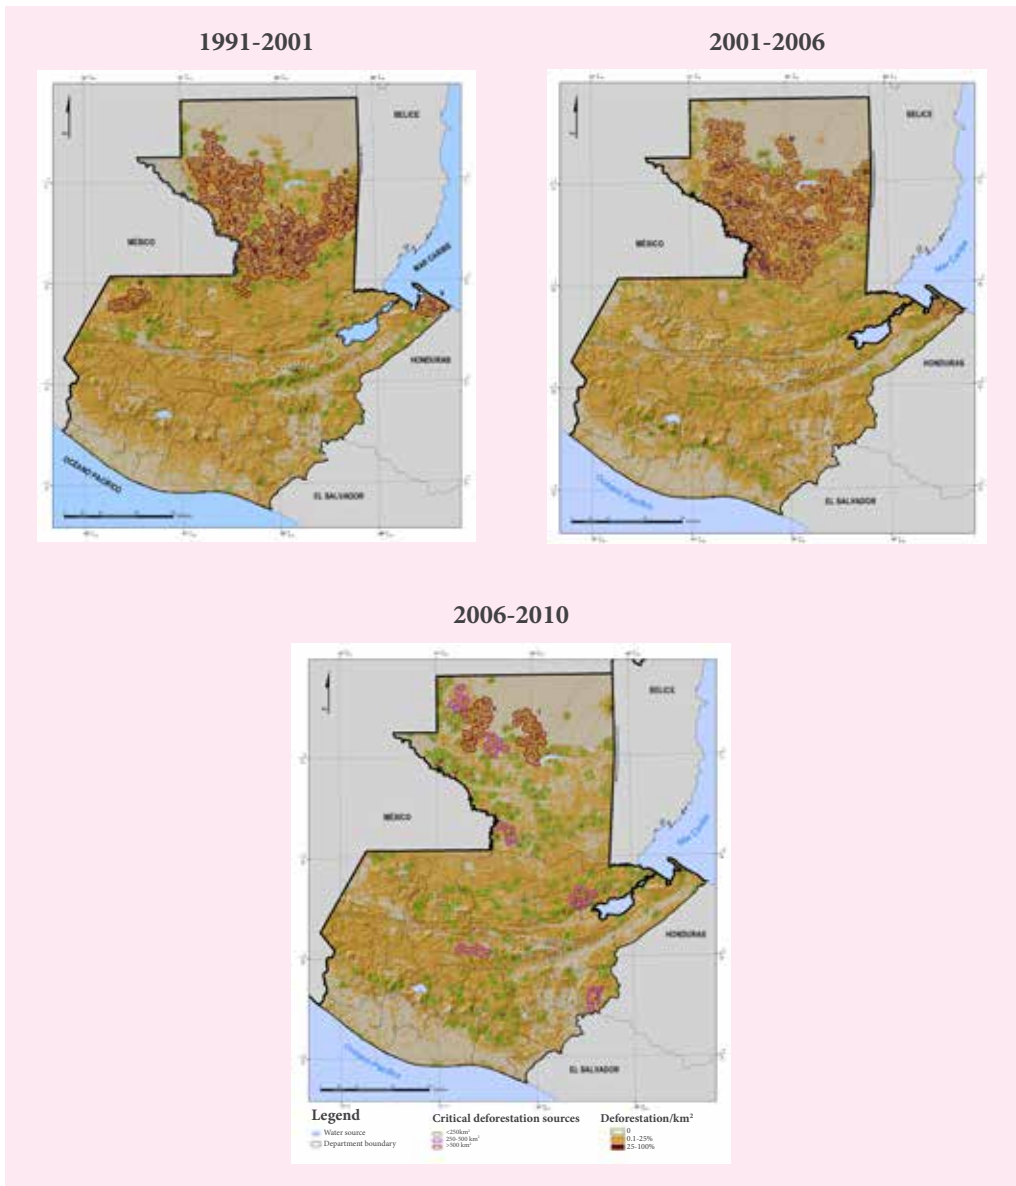 1991-2001
2001-2006
BELICE
MÉXICO
MAR CARIBE
HONDURAS
OCÉANO PACÍFICO
EL SALVADOR
BELICE
MÉXICO
Mar Caribe
HONDURAS
Océano Pacífico
EL SALVADOR
2006-2010
BELICE
MÉXICO
Mar Caribe
HONDURAS
Océano Pacífico
EL SALVADOR
Legend
Water source
Department boundary
Critical deforestation sources
<250km²
250-500 km²
>500 km²
Deforestation/km²
0
0.1-25%
25-100%